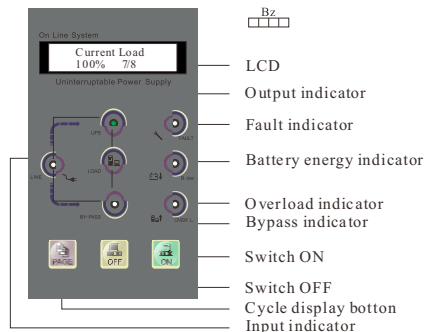 Bz
On Line System
Current Load
100% 7/8
Uninterruptable Power Supply
LCD
Output indicator
UPS
FAULT
Fault indicator
LINE
LOAD
Battery energy indicator
BY-PASS
OVER L.
Overload indicator
Bypass indicator
PAGE
OFF
ON
Switch ON
Switch OFF
Cycle display botton
Input indicator